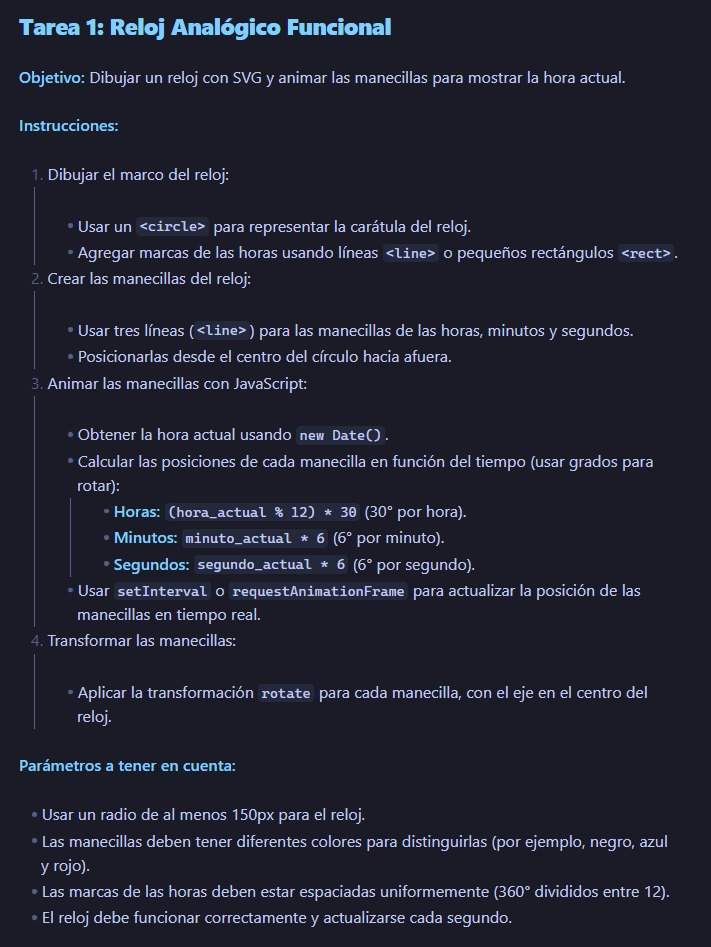 Tarea 1: Reloj Analógico Funcional
Objetivo: Dibujar un reloj con SVG y animar las manecillas para mostrar la hora actual.
Instrucciones:
1. Dibujar el marco del reloj:
• Usar un <circle> para representar la carátula del reloj.
• Agregar marcas de las horas usando líneas <line> o pequeños rectángulos <rect>.
2. Crear las manecillas del reloj:
• Usar tres líneas (<line>) para las manecillas de las horas, minutos y segundos.
• Posicionarlas desde el centro del círculo hacia afuera.
3. Animar las manecillas con JavaScript:
• Obtener la hora actual usando new Date().
• Calcular las posiciones de cada manecilla en función del tiempo (usar grados para
rotar):
• Horas: (hora_actual % 12) * 30 (30° por hora).
• Minutos: minuto_actual * 6 (6° por minuto).
• Segundos: segundo_actual * 6 (6° por segundo).
• Usar setInterval o requestAnimationFrame para actualizar la posición de las
manecillas en tiempo real.
4. Transformar las manecillas:
• Aplicar la transformación rotate para cada manecilla, con el eje en el centro del
reloj.
Parámetros a tener en cuenta:
• Usar un radio de al menos 150px para el reloj.
• Las manecillas deben tener diferentes colores para distinguirlas (por ejemplo, negro, azul
y rojo).
• Las marcas de las horas deben estar espaciadas uniformemente (360° divididos entre 12).
• El reloj debe funcionar correctamente y actualizarse cada segundo.